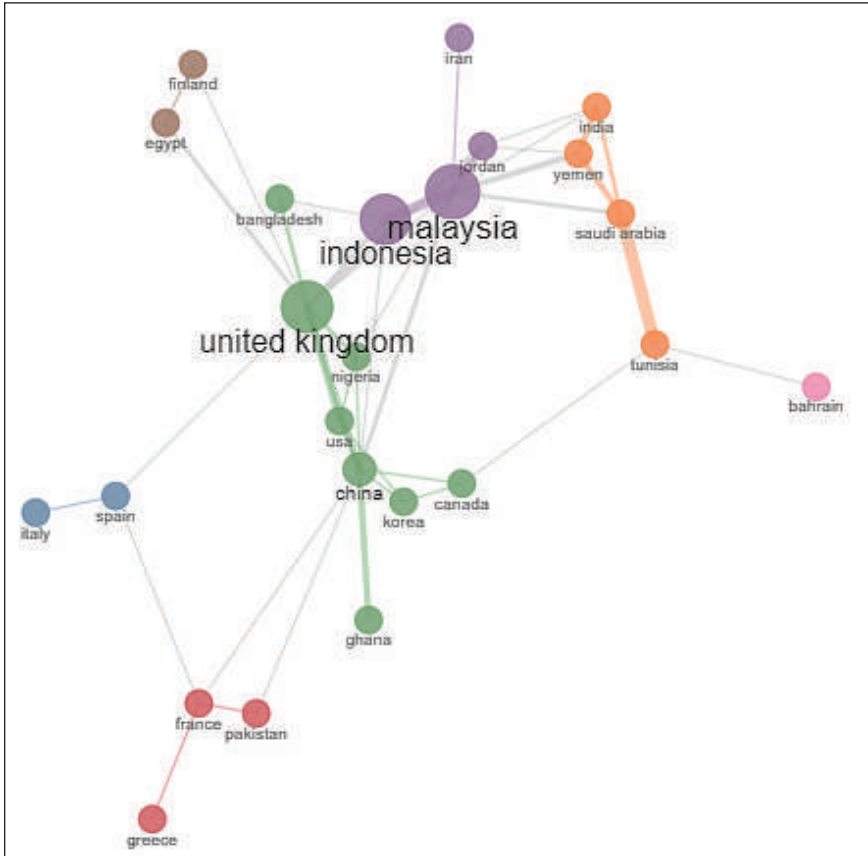 iran
finland
india
egypt
jordan
yemen
bangladesh
malaysia
saudi arabia
indonesia
united kingdom
tunisia
nigeria
bahrain
usa
china
canada
korea
spain
italy
ghana
france
pakistan
greece